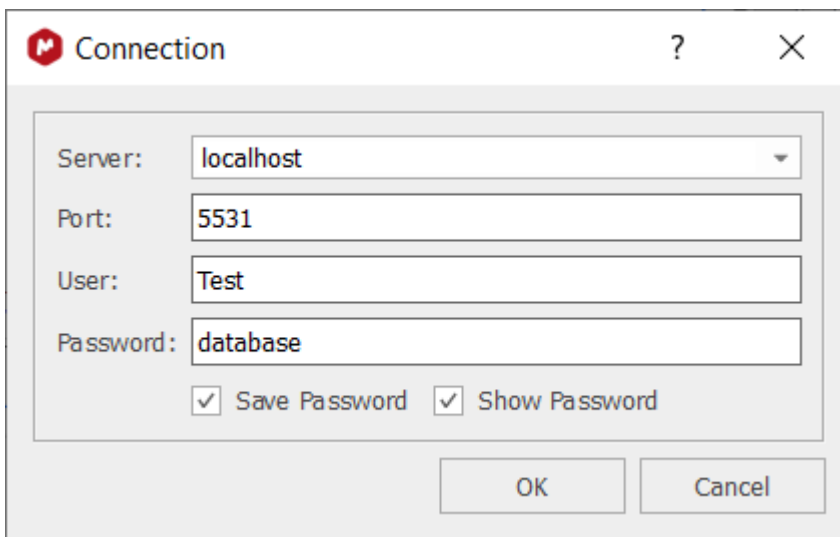 Connection ?
Server: localhost
Port: 5531
User: Test
Password: database
Save Password Show Password
OK Cancel